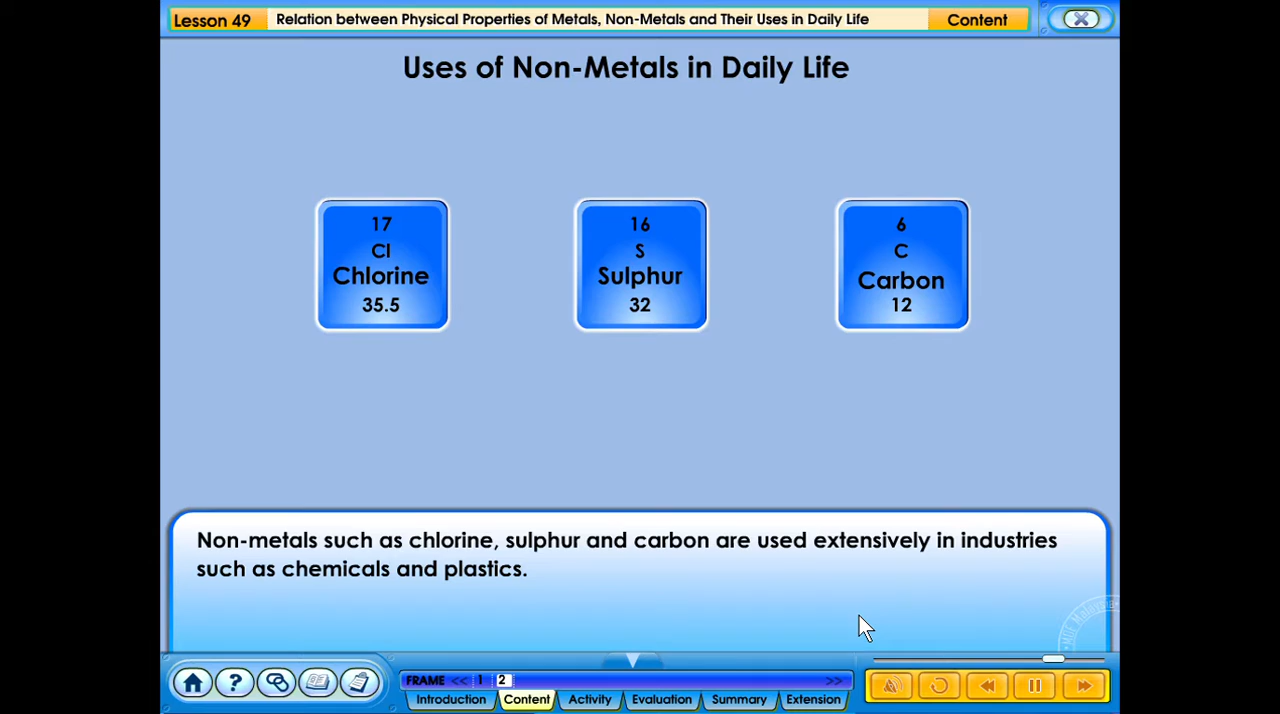 Lesson 49
Relation between Physical Properties of Metals, Non-Metals and Their Uses in Daily Life
Content
Uses of Non-Metals in Daily Life
17
Cl
Chlorine
35.5
16
S
Sulphur
32
6
C
Carbon
12
Non-metals such as chlorine, sulphur and carbon are used extensively in industries
such as chemicals and plastics.
FRAME << 1 2 >>
Introduction
Content
Activity
Evaluation
Summary
Extension